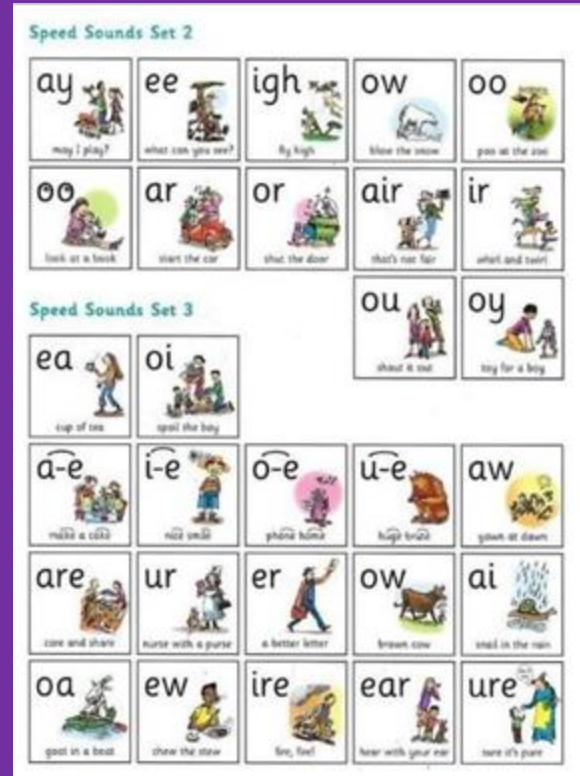 Speed Sounds Set 2
ay ee igh ow oo
may I play? what can you see? fly high blow the snow poo at the zoo
oo ar or air ir
look at a book start the car shut the door that's not fair whirl and twirl
ou oy
shout it out toy for a boy
Speed Sounds Set 3
ea oi
cup of tea spoil the boy
a-e i-e o-e u-e aw
make a cake nice smile phone home huge brute yawn at dawn
are ur er ow ai
care and share nurse with a purse a better letter brown cow snail in the rain
oa ew ire ear ure
goat in a boat chew the stew fire, fire! hear with your ear sure it's pure